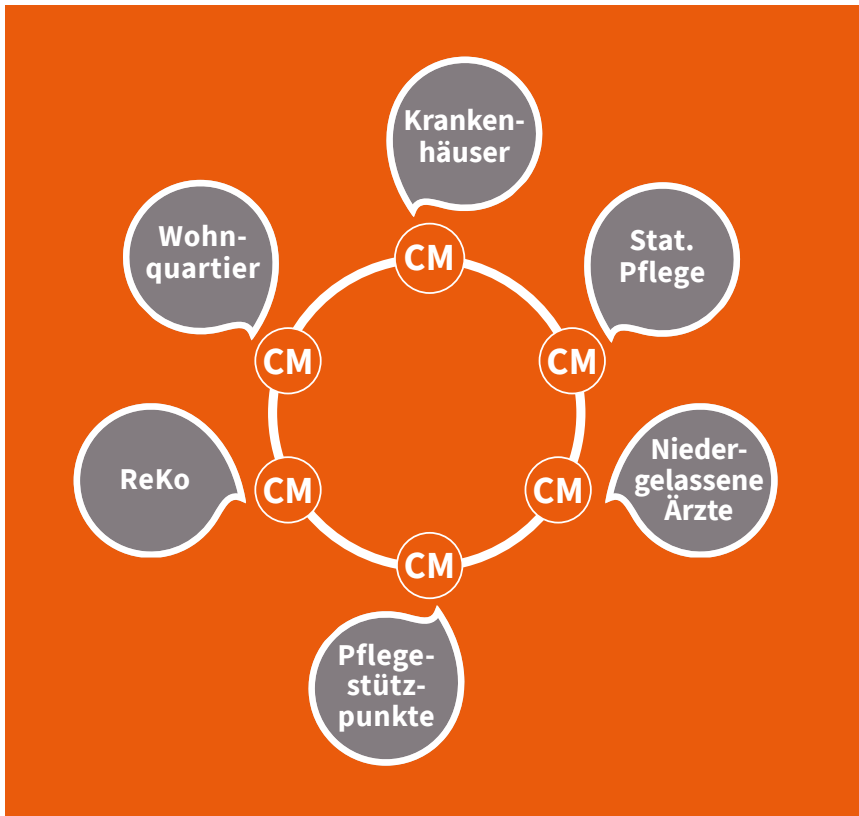 Kranken-
häuser
CM
Stat.
Pflege
CM
Nieder-
gelassene
Ärzte
CM
Pflege-
stütz-
punkte
CM
ReKo
CM
Wohn-
quartier
CM